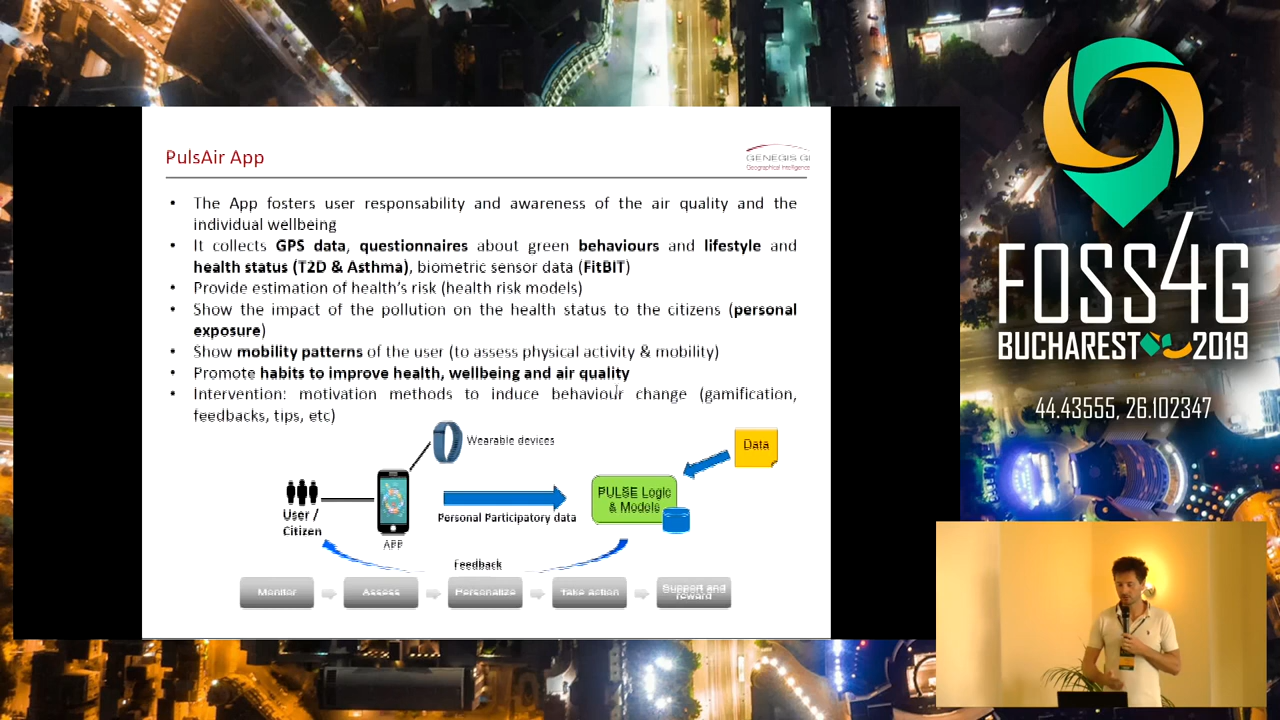 PulsAir App
GENEGIS GI
Geographical Intelligence
• The App fosters user responsability and awareness of the air quality and the
individual wellbeing
• It collects GPS data, questionnaires about green behaviours and lifestyle and
health status (T2D & Asthma), biometric sensor data (FitBIT)
• Provide estimation of health's risk (health risk models)
• Show the impact of the pollution on the health status to the citizens (personal
exposure)
• Show mobility patterns of the user (to assess physical activity & mobility)
• Promote habits to improve health, wellbeing and air quality
• Intervention: motivation methods to induce behaviour change (gamification,
feedbacks, tips, etc)
Wearable devices
Data
PULSE Logic
& Models
User /
Citizen
Personal Participatory data
APP
Feedback
Monitor
Assess
Personalize
Take action
Support and
reward
FOSS4G
BUCHAREST 2019
44.43555, 26.102347